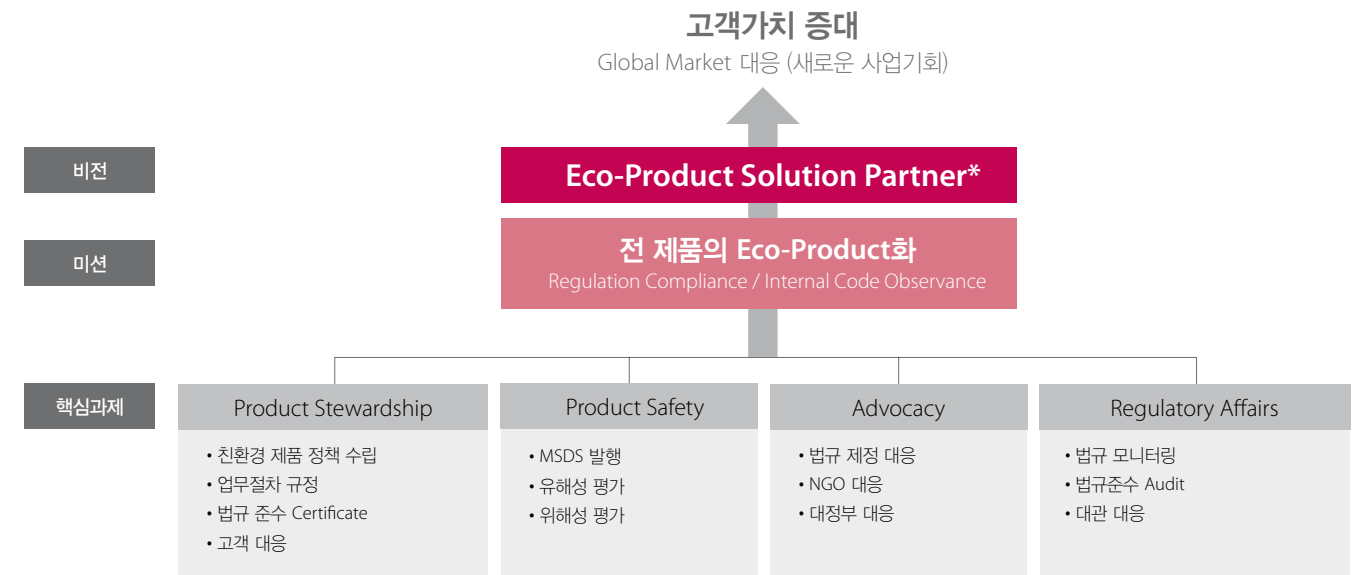 고객가치 증대
Global Market 대응 (새로운 사업기회)
비전
Eco-Product Solution Partner*
미션
전 제품의 Eco-Product화
Regulation Compliance / Internal Code Observance
핵심과제
Product Stewardship
• 친환경 제품 정책 수립
• 업무절차 규정
• 법규 준수 Certificate
• 고객 대응
Product Safety
• MSDS 발행
• 유해성 평가
• 위해성 평가
Advocacy
• 법규 제정 대응
• NGO 대응
• 대정부 대응
Regulatory Affairs
• 법규 모니터링
• 법규준수 Audit
• 대관 대응